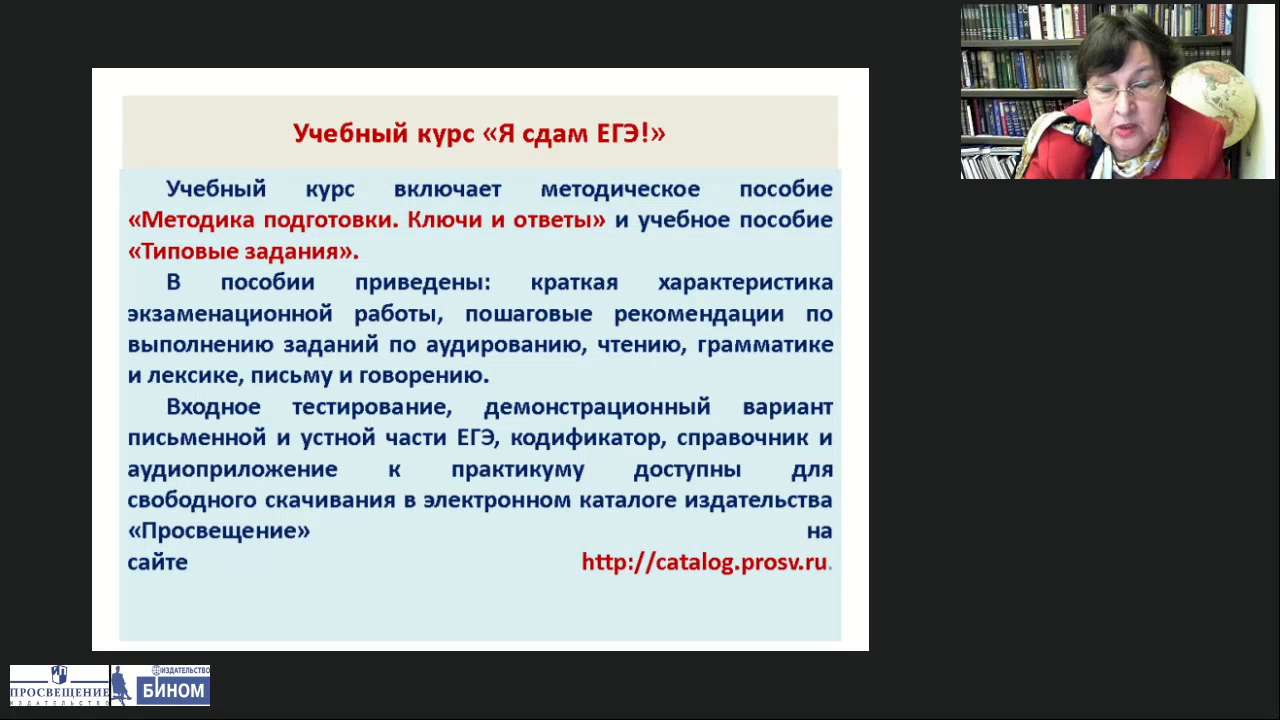 Учебный курс «Я сдам ЕГЭ!»
Учебный курс включает методическое пособие
«Методика подготовки. Ключи и ответы» и учебное пособие
«Типовые задания».
В пособии приведены: краткая характеристика
экзаменационной работы, пошаговые рекомендации по
выполнению заданий по аудированию, чтению, грамматике
и лексике, письму и говорению.
Входное тестирование, демонстрационный вариант
письменной и устной части ЕГЭ, кодификатор, справочник и
аудиоприложение к практикуму доступны для
свободного скачивания в электронном каталоге издательства
«Просвещение» на
сайте http://catalog.prosv.ru.
ПРОСВЕЩЕНИЕ
ИЗДАТЕЛЬСТВО
ИЗДАТЕЛЬСТВО
БИНОМ